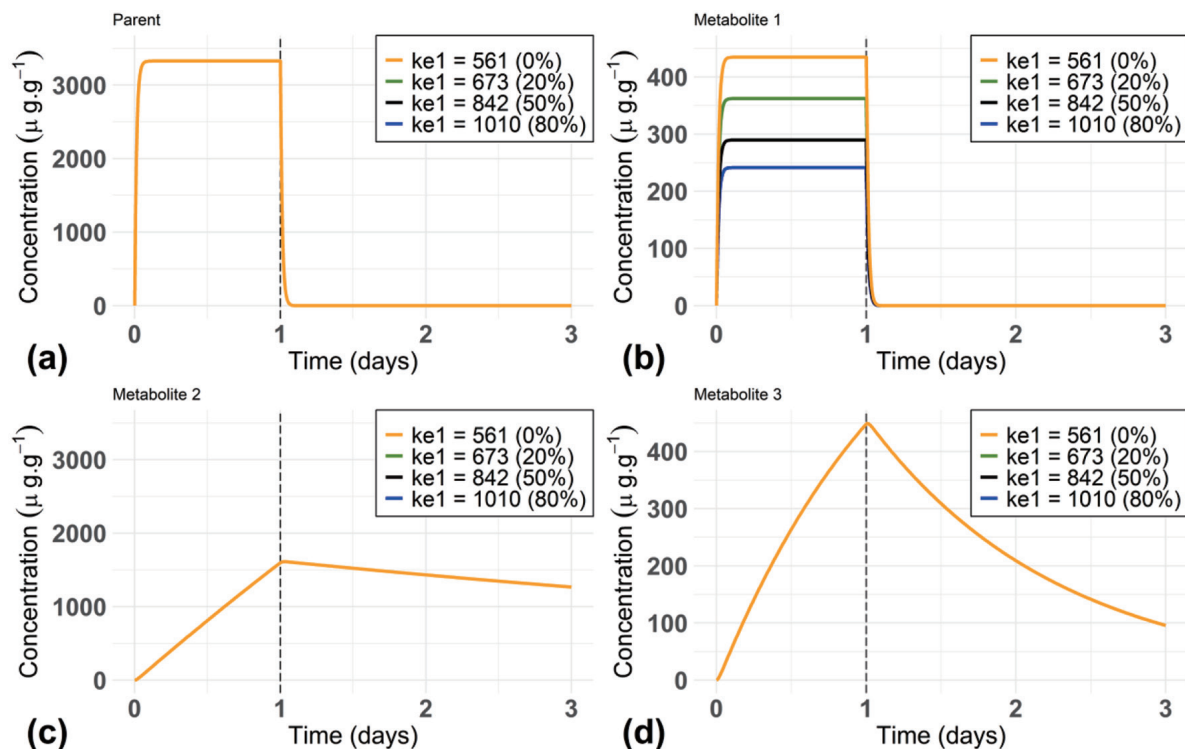 Parent
Concentration (μ g.g⁻¹)
3000
2000
1000
0
ke1 = 561 (0%)
ke1 = 673 (20%)
ke1 = 842 (50%)
ke1 = 1010 (80%)
0 1 2 3
Time (days)
(a)
Metabolite 1
Concentration (μ g.g⁻¹)
400
300
200
100
0
ke1 = 561 (0%)
ke1 = 673 (20%)
ke1 = 842 (50%)
ke1 = 1010 (80%)
0 1 2 3
Time (days)
(b)
Metabolite 2
Concentration (μ g.g⁻¹)
3000
2000
1000
0
ke1 = 561 (0%)
ke1 = 673 (20%)
ke1 = 842 (50%)
ke1 = 1010 (80%)
0 1 2 3
Time (days)
(c)
Metabolite 3
Concentration (μ g.g⁻¹)
400
300
200
100
0
ke1 = 561 (0%)
ke1 = 673 (20%)
ke1 = 842 (50%)
ke1 = 1010 (80%)
0 1 2 3
Time (days)
(d)